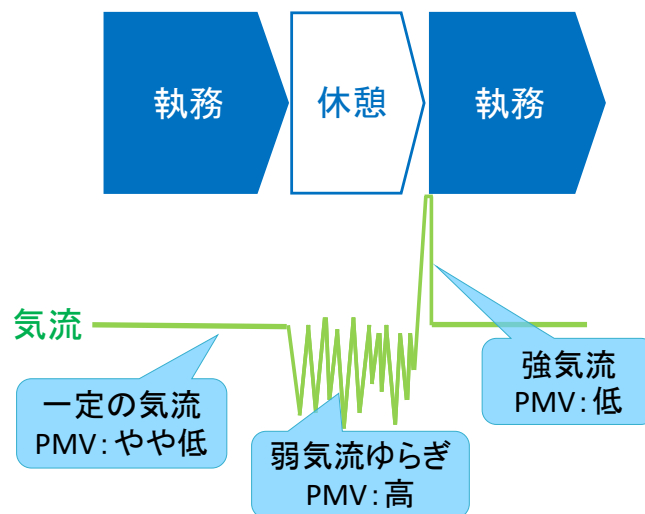 執務
休憩
執務
気流
一定の気流
PMV：やや低
弱気流ゆらぎ
PMV：高
強気流
PMV：低